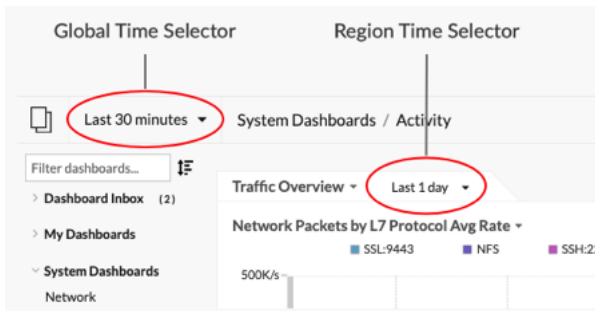 Global Time Selector
Region Time Selector
Last 30 minutes
System Dashboards / Activity
Filter dashboards...
Dashboard Inbox (2)
My Dashboards
System Dashboards
Network
Traffic Overview
Last 1 day
Network Packets by L7 Protocol Avg Rate
SSL:9443 NFS SSH:2
500K/s